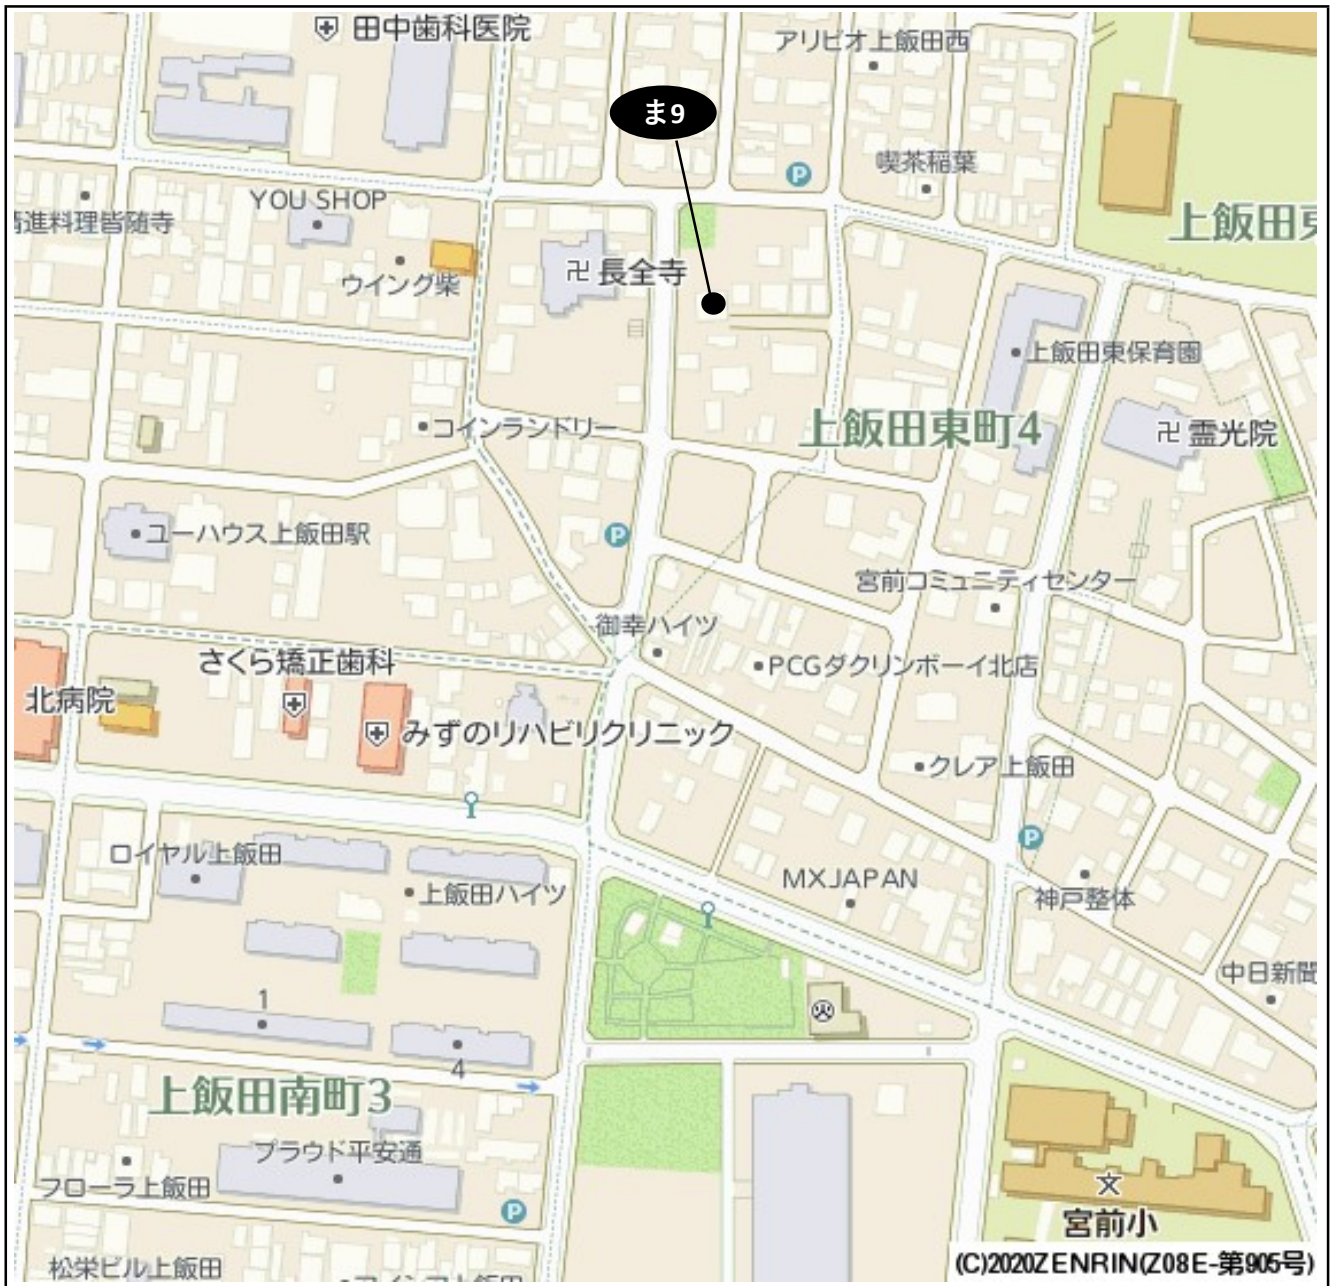 田中歯科医院
アリビオ上飯田西
ま9
喫茶稲葉
YOU SHOP
精進料理皆随寺
上飯田東
ウイング柴
卍 長全寺
上飯田東保育園
コインランドリー
上飯田東町4
卍 霊光院
ユーハウス上飯田駅
宮前コミュニティセンター
御幸ハイツ
さくら矯正歯科
PCGダクリンボーイ北店
北病院
みずのリハビリクリニック
クレア上飯田
ロイヤル上飯田
上飯田ハイツ
MXJAPAN
神戸整体
中日新聞
1
4
上飯田南町3
プラウド平安通
フローラ上飯田
文
宮前小
松栄ビル上飯田
(C)2020ZENRIN(Z08E-第905号)
P
P
P
P